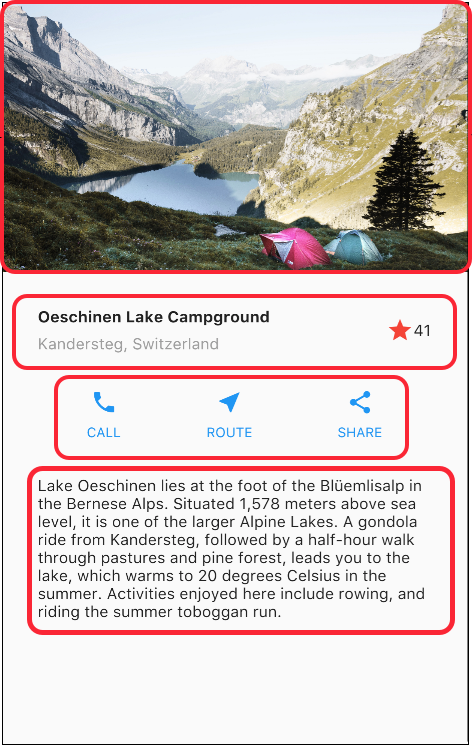 Oeschinen Lake Campground
Kandersteg, Switzerland
41
CALL ROUTE SHARE
Lake Oeschinen lies at the foot of the Blüemlisalp in
the Bernese Alps. Situated 1,578 meters above sea
level, it is one of the larger Alpine Lakes. A gondola
ride from Kandersteg, followed by a half-hour walk
through pastures and pine forest, leads you to the
lake, which warms to 20 degrees Celsius in the
summer. Activities enjoyed here include rowing, and
riding the summer toboggan run.